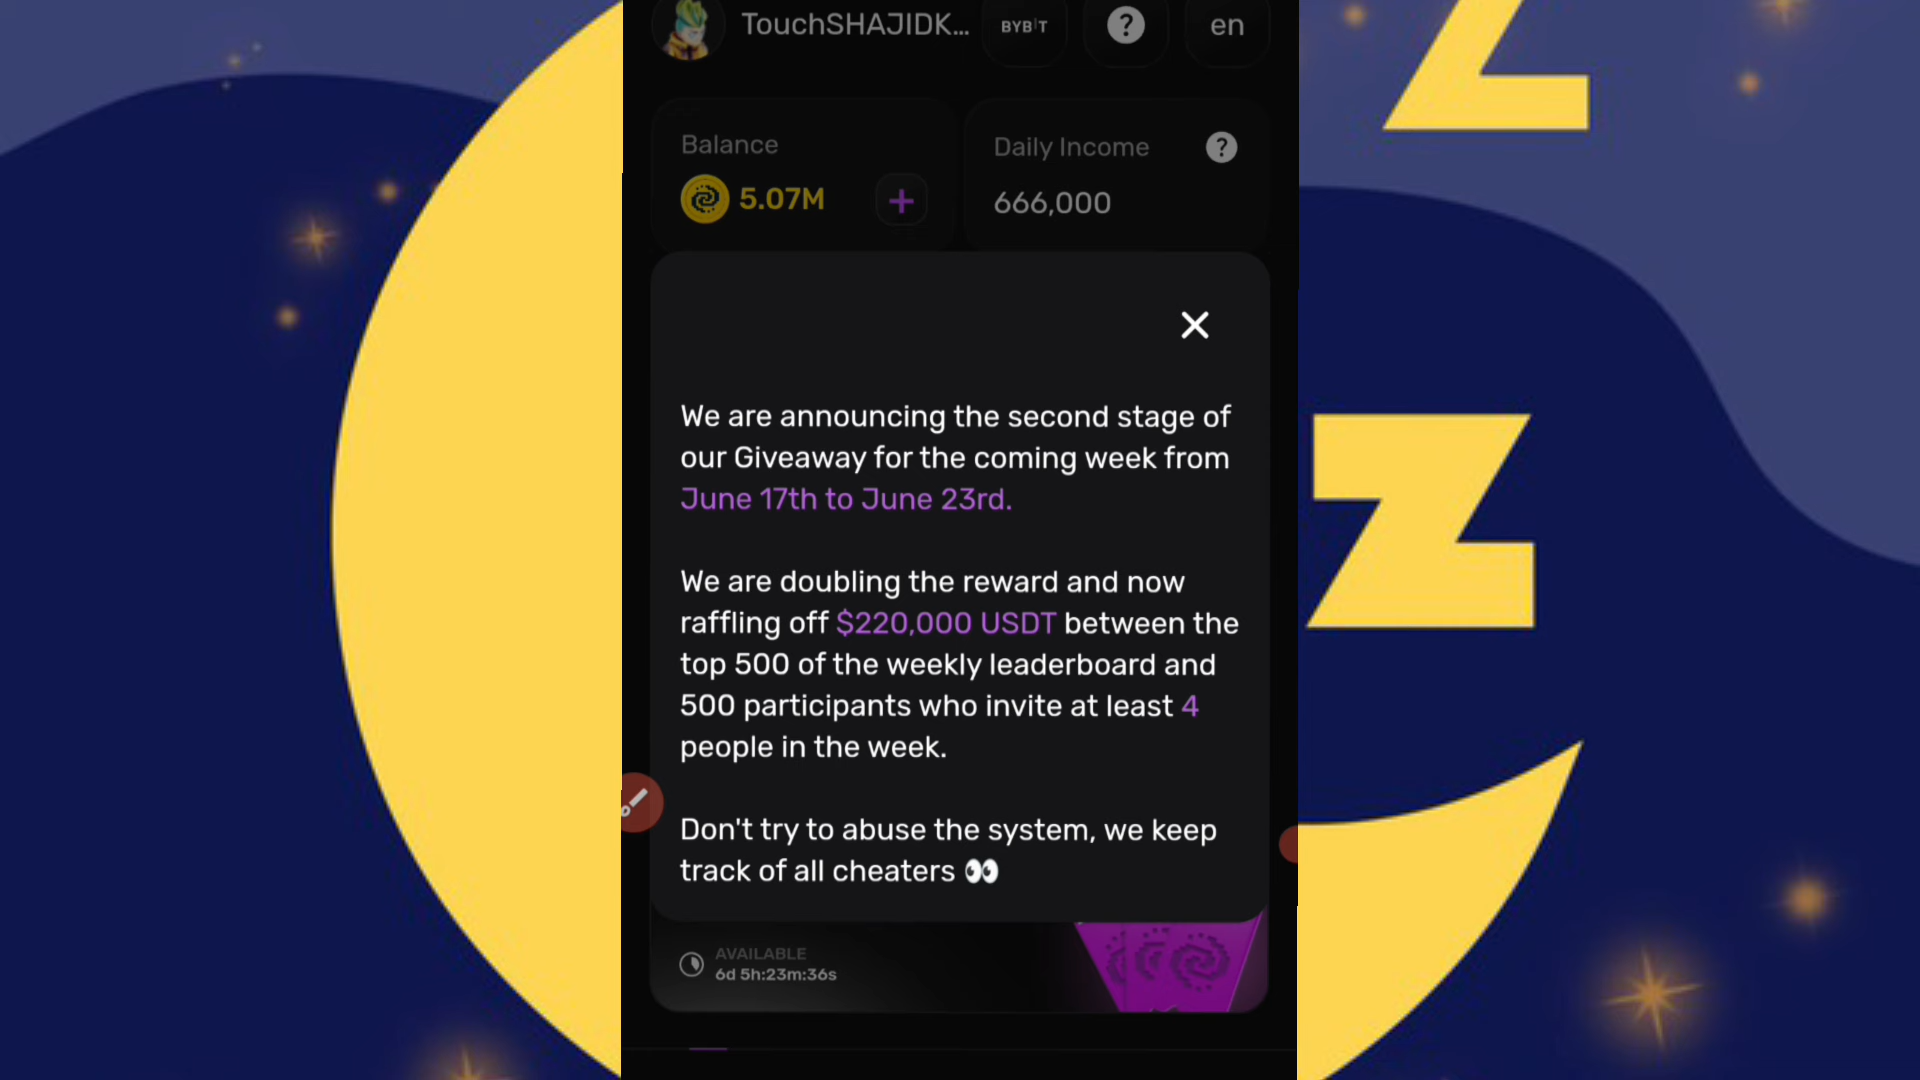 TouchSHAJIDK...
BYBIT
?
en
Balance
5.07M
+
Daily Income
?
666,000
We are announcing the second stage of
our Giveaway for the coming week from
June 17th to June 23rd.
We are doubling the reward and now
raffling off $220,000 USDT between the
top 500 of the weekly leaderboard and
500 participants who invite at least 4
people in the week.
Don't try to abuse the system, we keep
track of all cheaters 👀
AVAILABLE
6d 5h:23m:36s
Z
Z